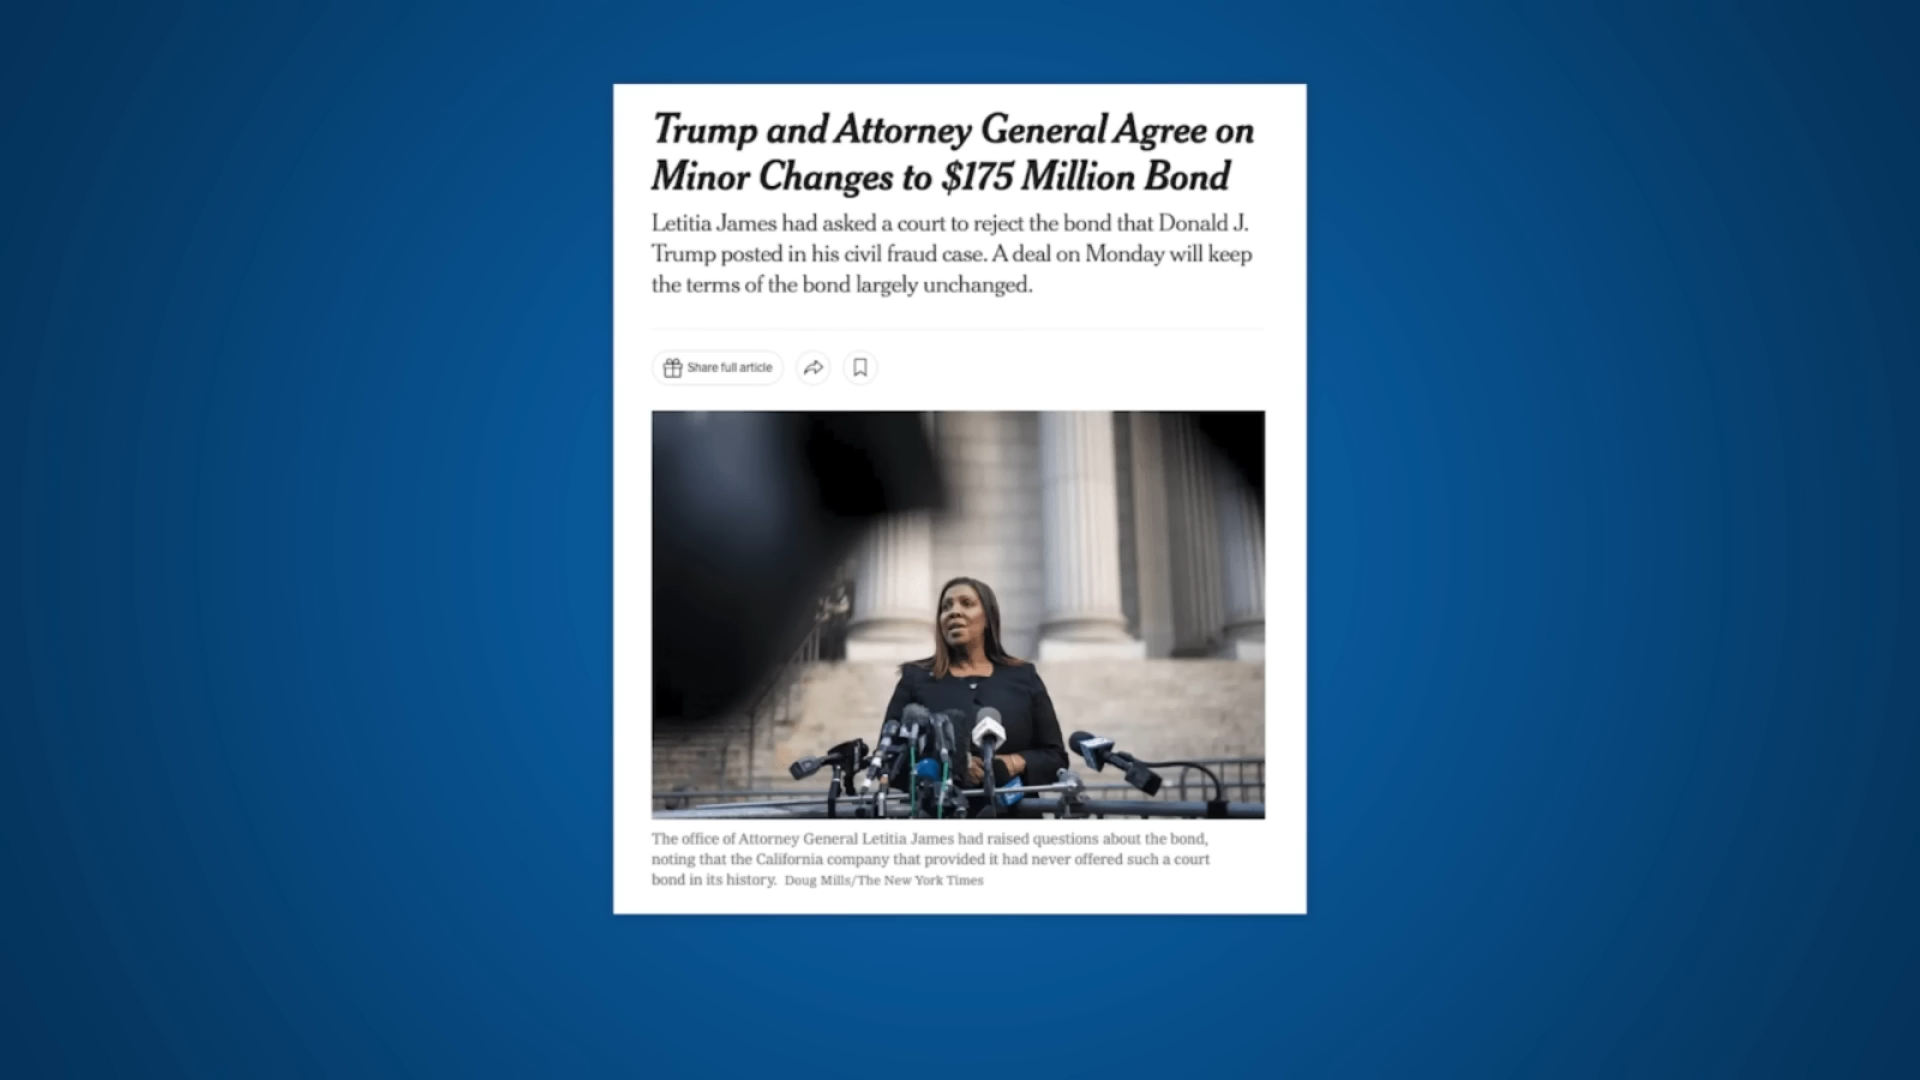 Trump and Attorney General Agree on
Minor Changes to $175 Million Bond
Letitia James had asked a court to reject the bond that Donald J.
Trump posted in his civil fraud case. A deal on Monday will keep
the terms of the bond largely unchanged.
Share full article
The office of Attorney General Letitia James had raised questions about the bond,
noting that the California company that provided it had never offered such a court
bond in its history. Doug Mills/The New York Times